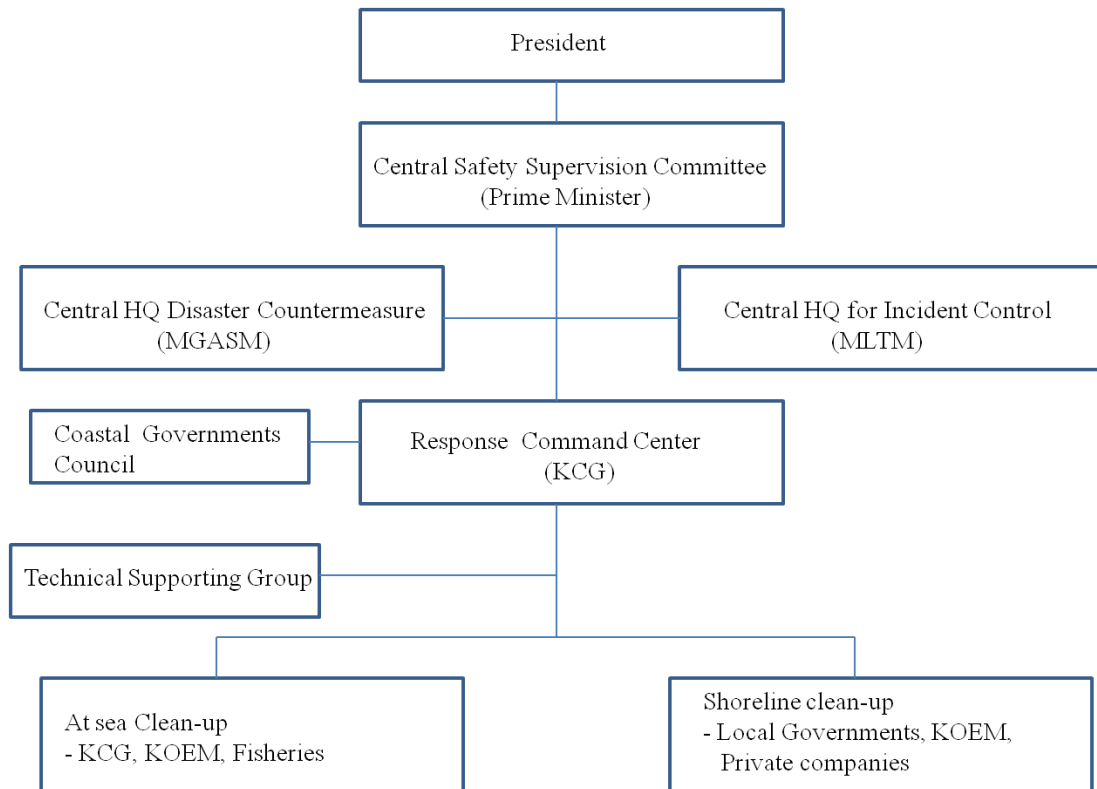 President
Central Safety Supervision Committee
(Prime Minister)
Central HQ Disaster Countermeasure
(MGASM)
Central HQ for Incident Control
(MLTM)
Coastal Governments
Council
Response Command Center
(KCG)
Technical Supporting Group
At sea Clean-up
- KCG, KOEM, Fisheries
Shoreline clean-up
- Local Governments, KOEM,
Private companies